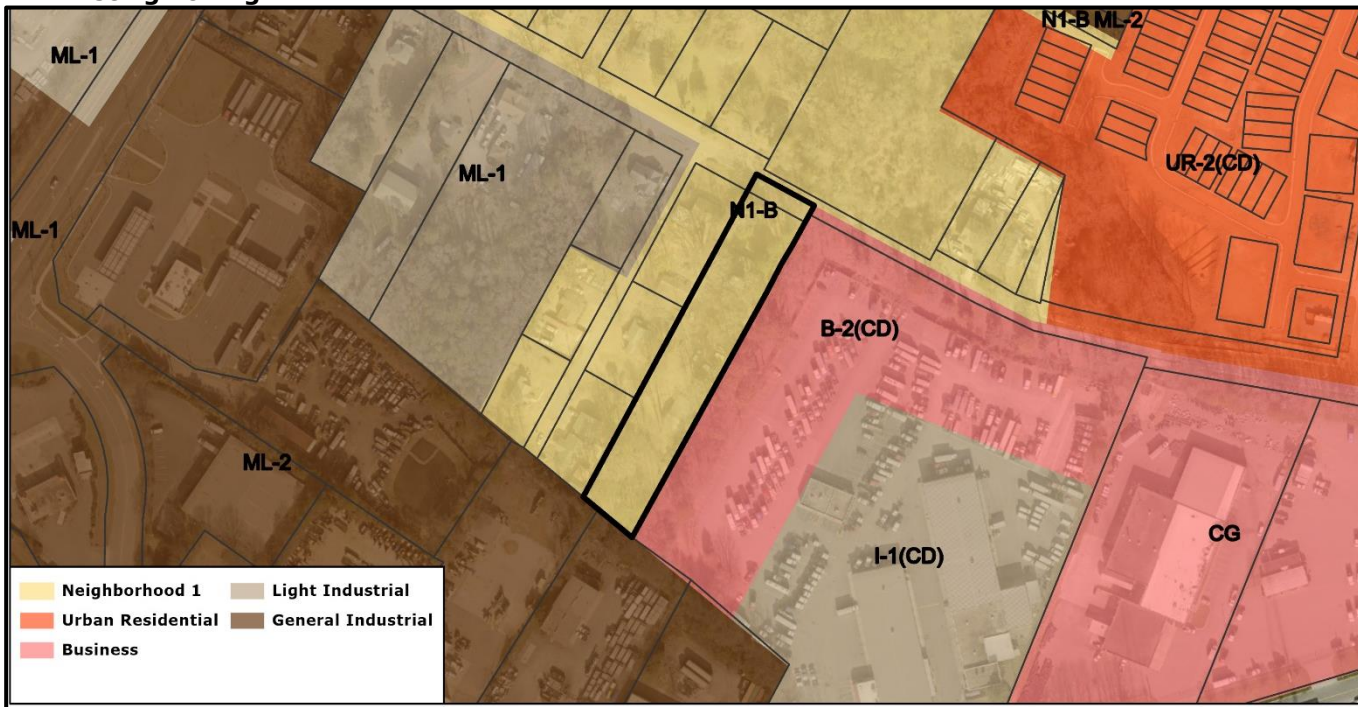 N1-B ML-2
ML-1
UR-2(CD)
ML-1
N1-B
ML-1
B-2(CD)
ML-2
CG
I-1(CD)
Neighborhood 1
Light Industrial
Urban Residential
General Industrial
Business